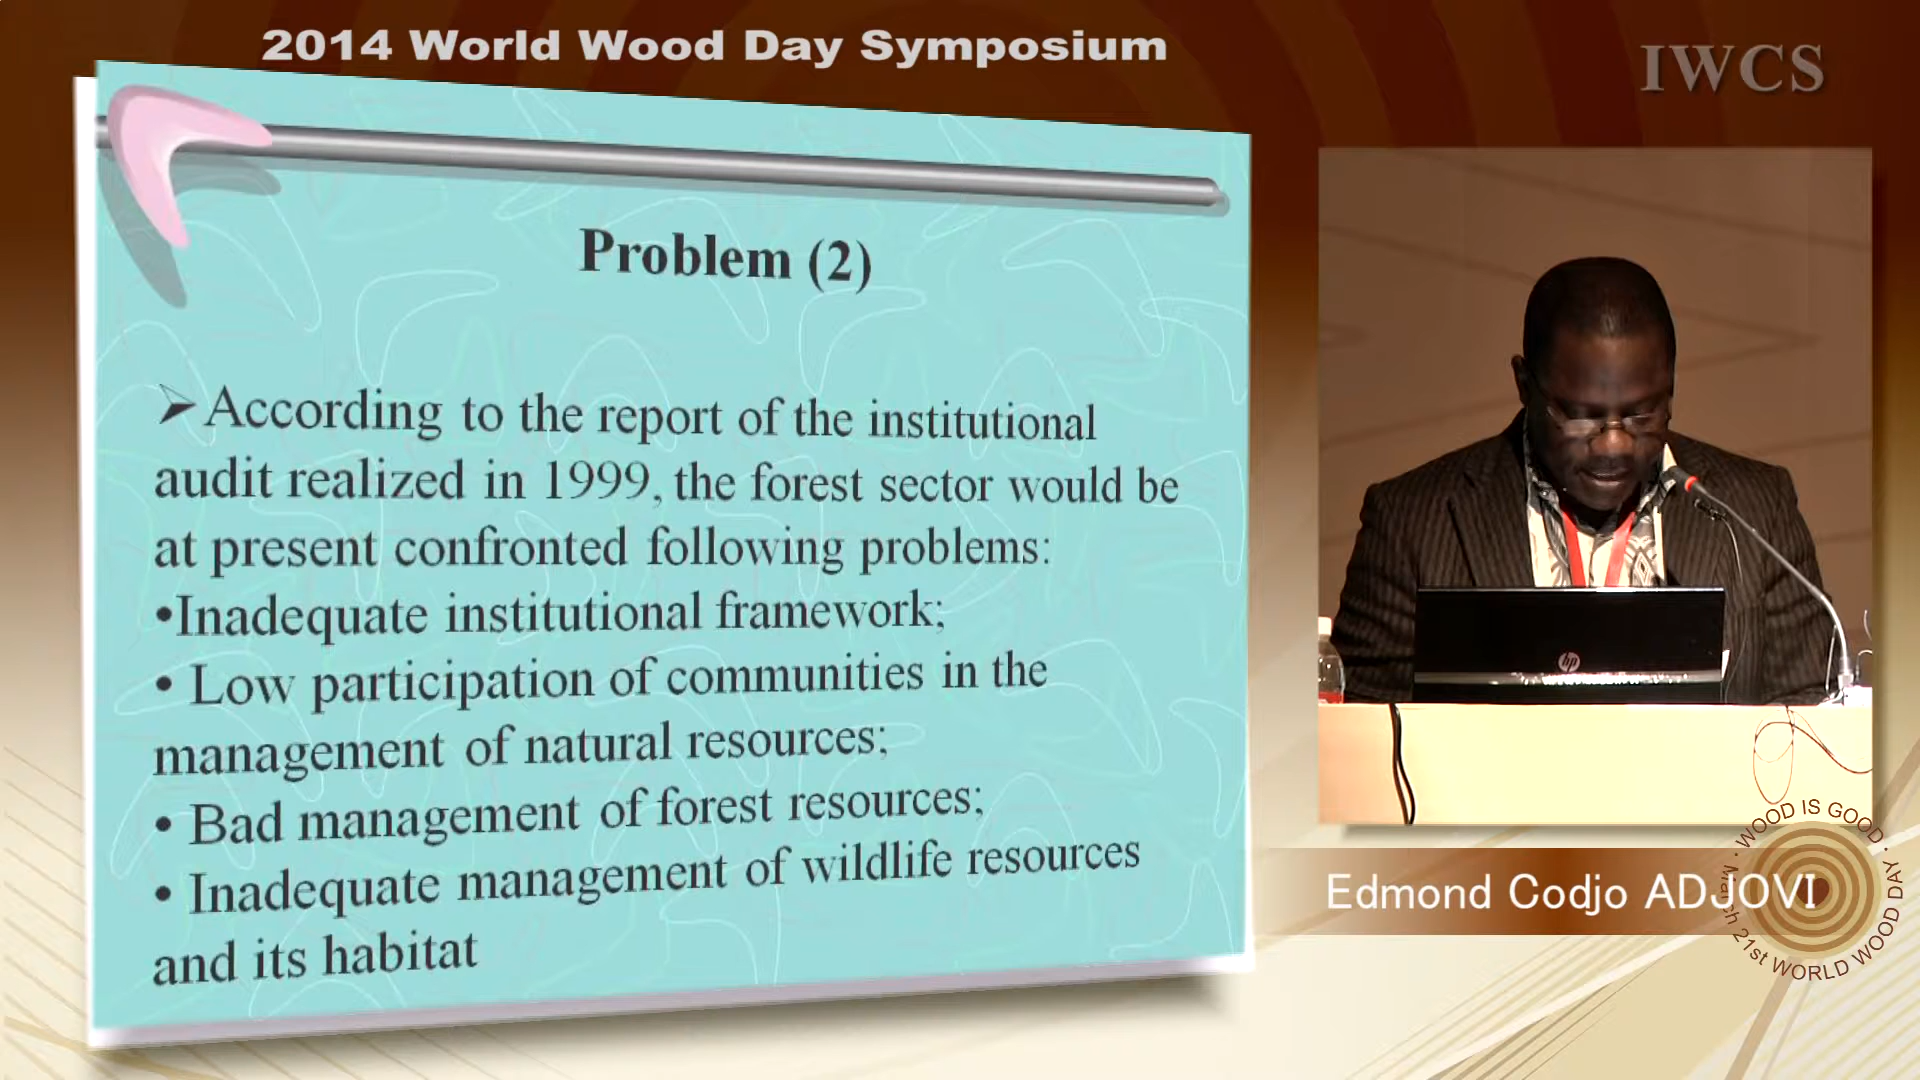 2014 World Wood Day Symposium
IWCS
Problem (2)
➢According to the report of the institutional
audit realized in 1999, the forest sector would be
at present confronted following problems:
•Inadequate institutional framework;
• Low participation of communities in the
management of natural resources;
• Bad management of forest resources;
• Inadequate management of wildlife resources
and its habitat
hp
Edmond Codjo ADJOVI
· WOOD IS GOOD ·
March 21st WORLD WOOD DAY